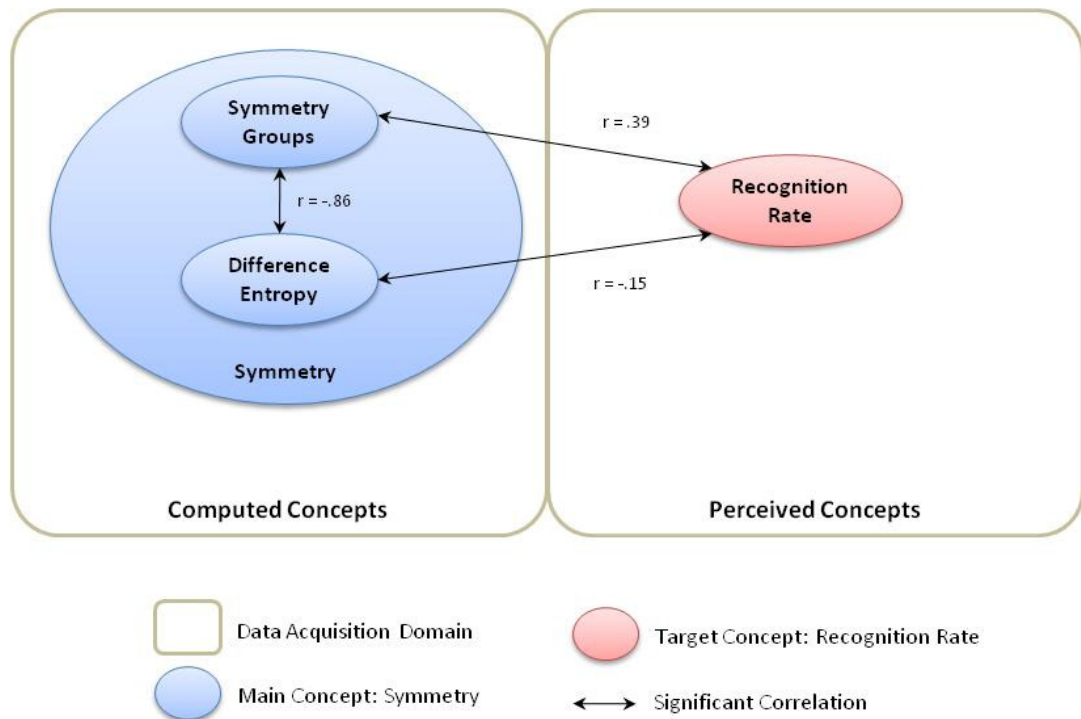 Symmetry
Groups
r = .39
Recognition
Rate
r = -.86
Difference
Entropy
r = -.15
Symmetry
Computed Concepts
Perceived Concepts
Data Acquisition Domain
Target Concept: Recognition Rate
Main Concept: Symmetry
Significant Correlation